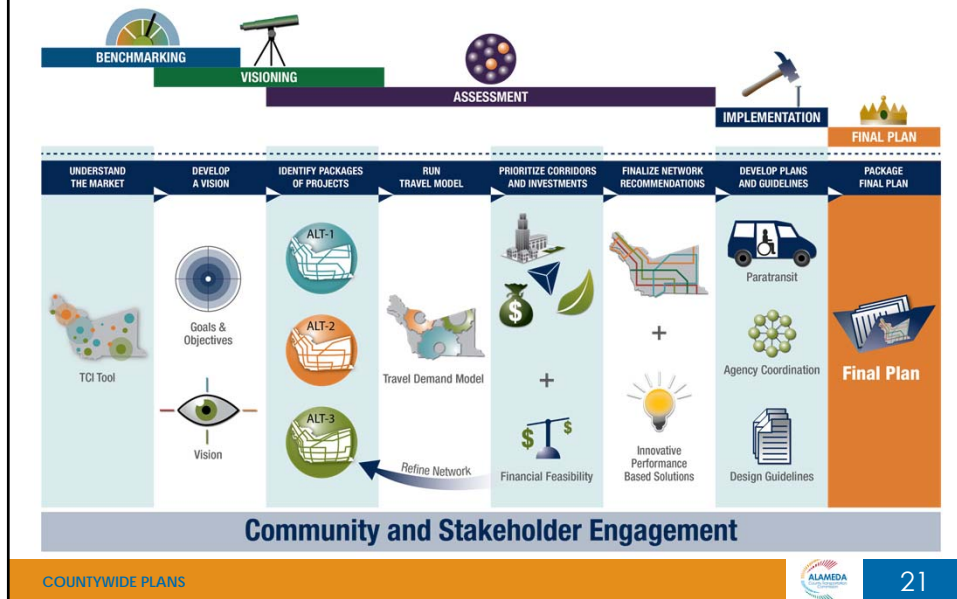 BENCHMARKING
VISIONING
ASSESSMENT
IMPLEMENTATION
FINAL PLAN
UNDERSTAND
THE MARKET
DEVELOP
A VISION
IDENTIFY PACKAGES
OF PROJECTS
RUN
TRAVEL MODEL
PRIORITIZE CORRIDORS
AND INVESTMENTS
FINALIZE NETWORK
RECOMMENDATIONS
DEVELOP PLANS
AND GUIDELINES
PACKAGE
FINAL PLAN
TCI Tool
Goals &
Objectives
Vision
ALT-1
ALT-2
ALT-3
Travel Demand Model
Refine Network
$
+
$
$
Financial Feasibility
+
Innovative
Performance
Based Solutions
Paratransit
Agency Coordination
Design Guidelines
Final Plan
Community and Stakeholder Engagement
COUNTYWIDE PLANS
ALAMEDA
County Transportation
Commission
21